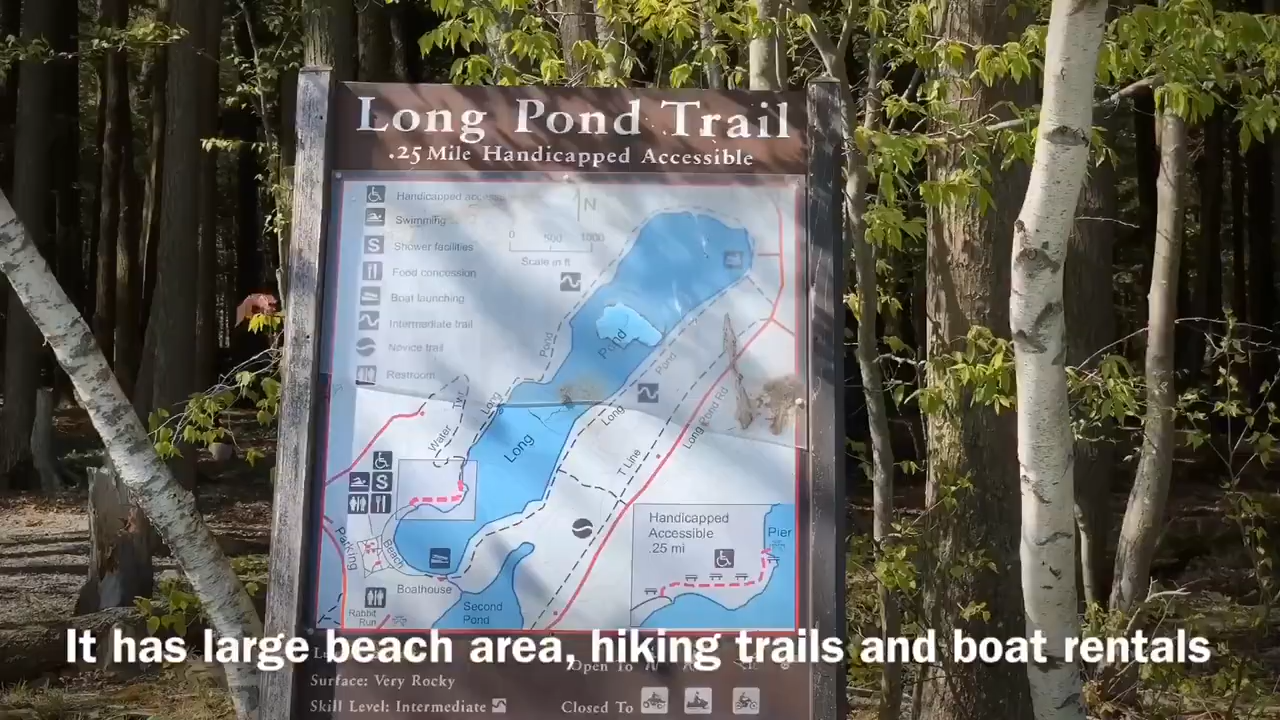 Long Pond Trail
.25 Mile Handicapped Accessible
Handicapped access
Swimming
Shower facilities
Food concession
Boat launching
Intermediate trail
Novice trail
Restroom
N
0 500 1000
Scale in ft
Pond
Pond
Pond
Long
Long
Long
Water
Long Pond Rd
T Line
S
S
Parking
Beach
Boathouse
Rabbit
Run
Second
Pond
Handicapped
Accessible
.25 mi
Pier
It has large beach area, hiking trails and boat rentals
Open To
Surface: Very Rocky
Skill Level: Intermediate
Closed To